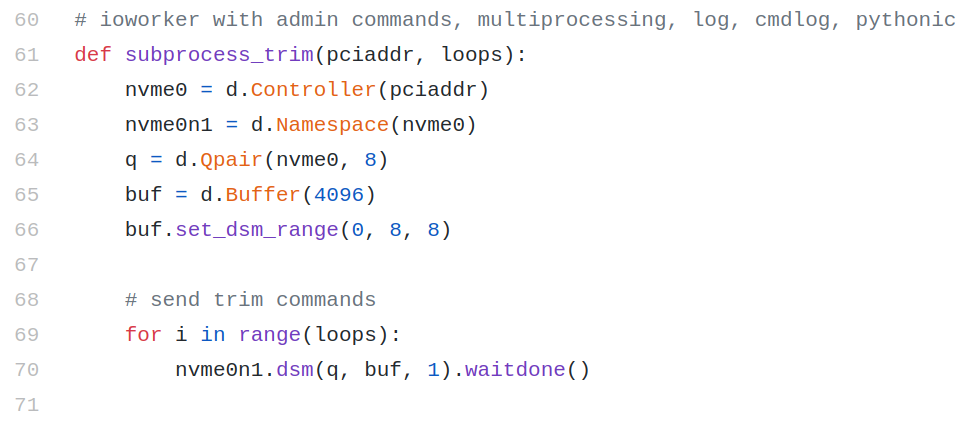 60 # ioworker with admin commands, multiprocessing, log, cmdlog, pythonic
61 def subprocess_trim(pciaddr, loops):
62     nvme0 = d.Controller(pciaddr)
63     nvme0n1 = d.Namespace(nvme0)
64     q = d.Qpair(nvme0, 8)
65     buf = d.Buffer(4096)
66     buf.set_dsm_range(0, 8, 8)
67
68     # send trim commands
69     for i in range(loops):
70         nvme0n1.dsm(q, buf, 1).waitdone()
71